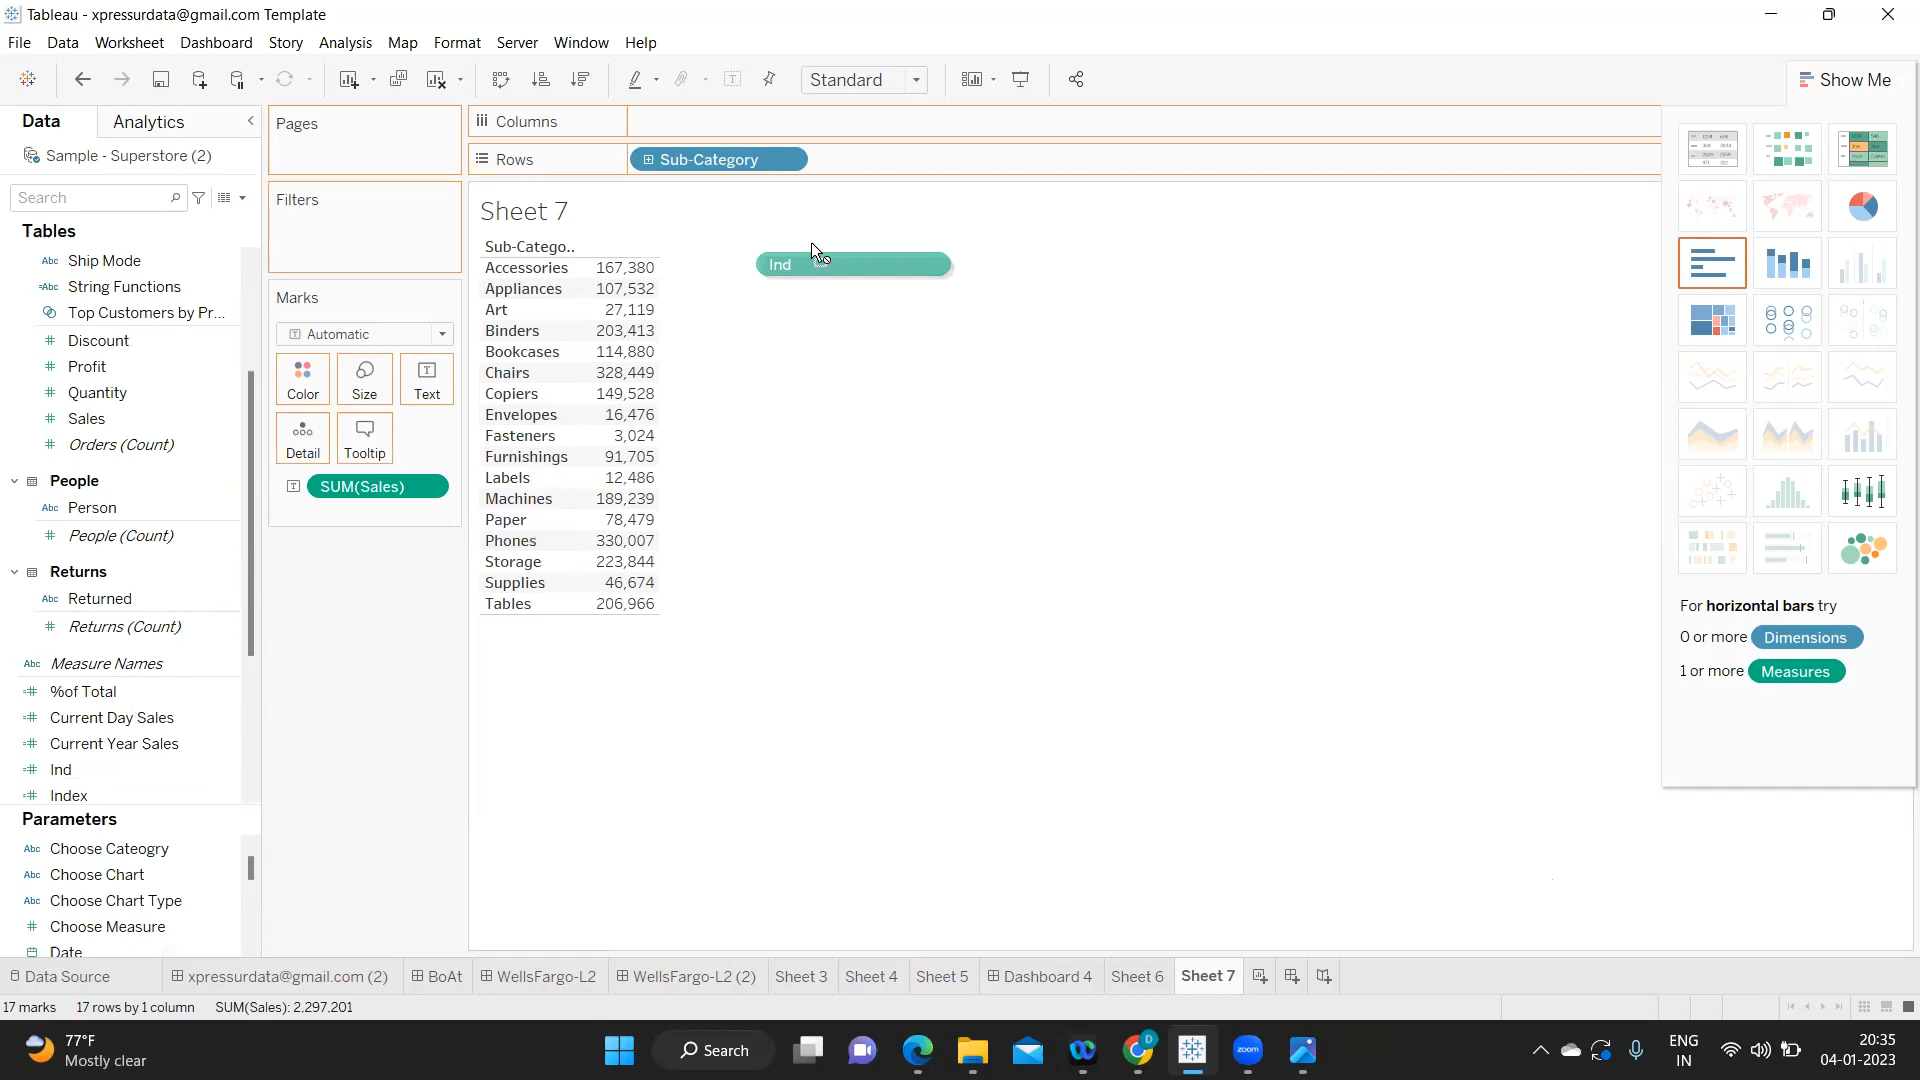 Tableau - xpressurdata@gmail.com Template
File Data Worksheet Dashboard Story Analysis Map Format Server Window Help
Standard
Show Me
Data Analytics
Sample - Superstore (2)
Search
Tables
Abc Ship Mode
=Abc String Functions
Top Customers by Pr...
# Discount
# Profit
# Quantity
# Sales
# Orders (Count)
People
Abc Person
# People (Count)
Returns
Abc Returned
# Returns (Count)
Abc Measure Names
=# %of Total
=# Current Day Sales
=# Current Year Sales
=# Ind
=# Index
Parameters
Abc Choose Cateogry
Abc Choose Chart
Abc Choose Chart Type
# Choose Measure
Date
Pages
Filters
Marks
Automatic
Color Size Text
Detail Tooltip
SUM(Sales)
Columns
Rows Sub-Category
Sheet 7
Ind
Sub-Catego..
Accessories 167,380
Appliances 107,532
Art 27,119
Binders 203,413
Bookcases 114,880
Chairs 328,449
Copiers 149,528
Envelopes 16,476
Fasteners 3,024
Furnishings 91,705
Labels 12,486
Machines 189,239
Paper 78,479
Phones 330,007
Storage 223,844
Supplies 46,674
Tables 206,966
For horizontal bars try
0 or more Dimensions
1 or more Measures
Data Source xpressurdata@gmail.com (2) BoAt WellsFargo-L2 WellsFargo-L2 (2) Sheet 3 Sheet 4 Sheet 5 Dashboard 4 Sheet 6 Sheet 7
17 marks 17 rows by 1 column SUM(Sales): 2,297,201
77°F
Mostly clear
Search
zoom
D
ENG
IN
20:35
04-01-2023